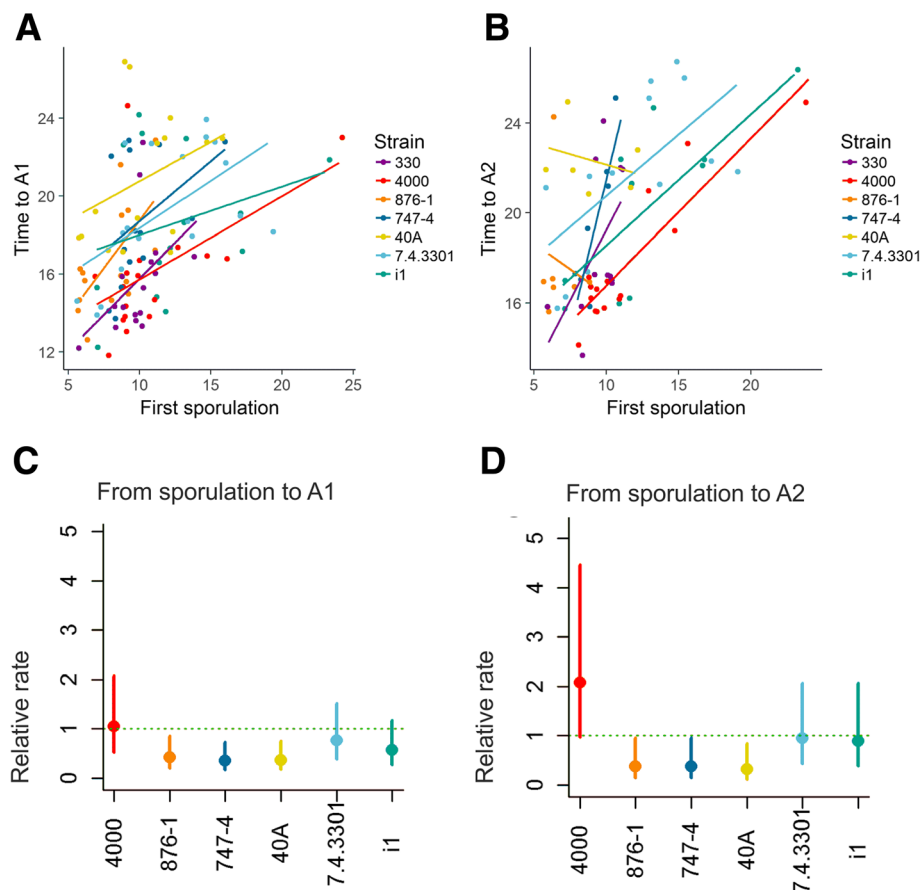 A
B
Time to A1
24
20
16
12
5
10
15
20
25
First sporulation
Strain
330
4000
876-1
747-4
40A
7.4.3301
i1
Time to A2
24
20
16
5
10
15
20
First sporulation
Strain
330
4000
876-1
747-4
40A
7.4.3301
i1
C
D
From sporulation to A1
From sporulation to A2
Relative rate
5
4
3
2
1
0
4000
876-1
747-4
40A
7.4.3301
i1
Relative rate
5
4
3
2
1
0
4000
876-1
747-4
40A
7.4.3301
i1